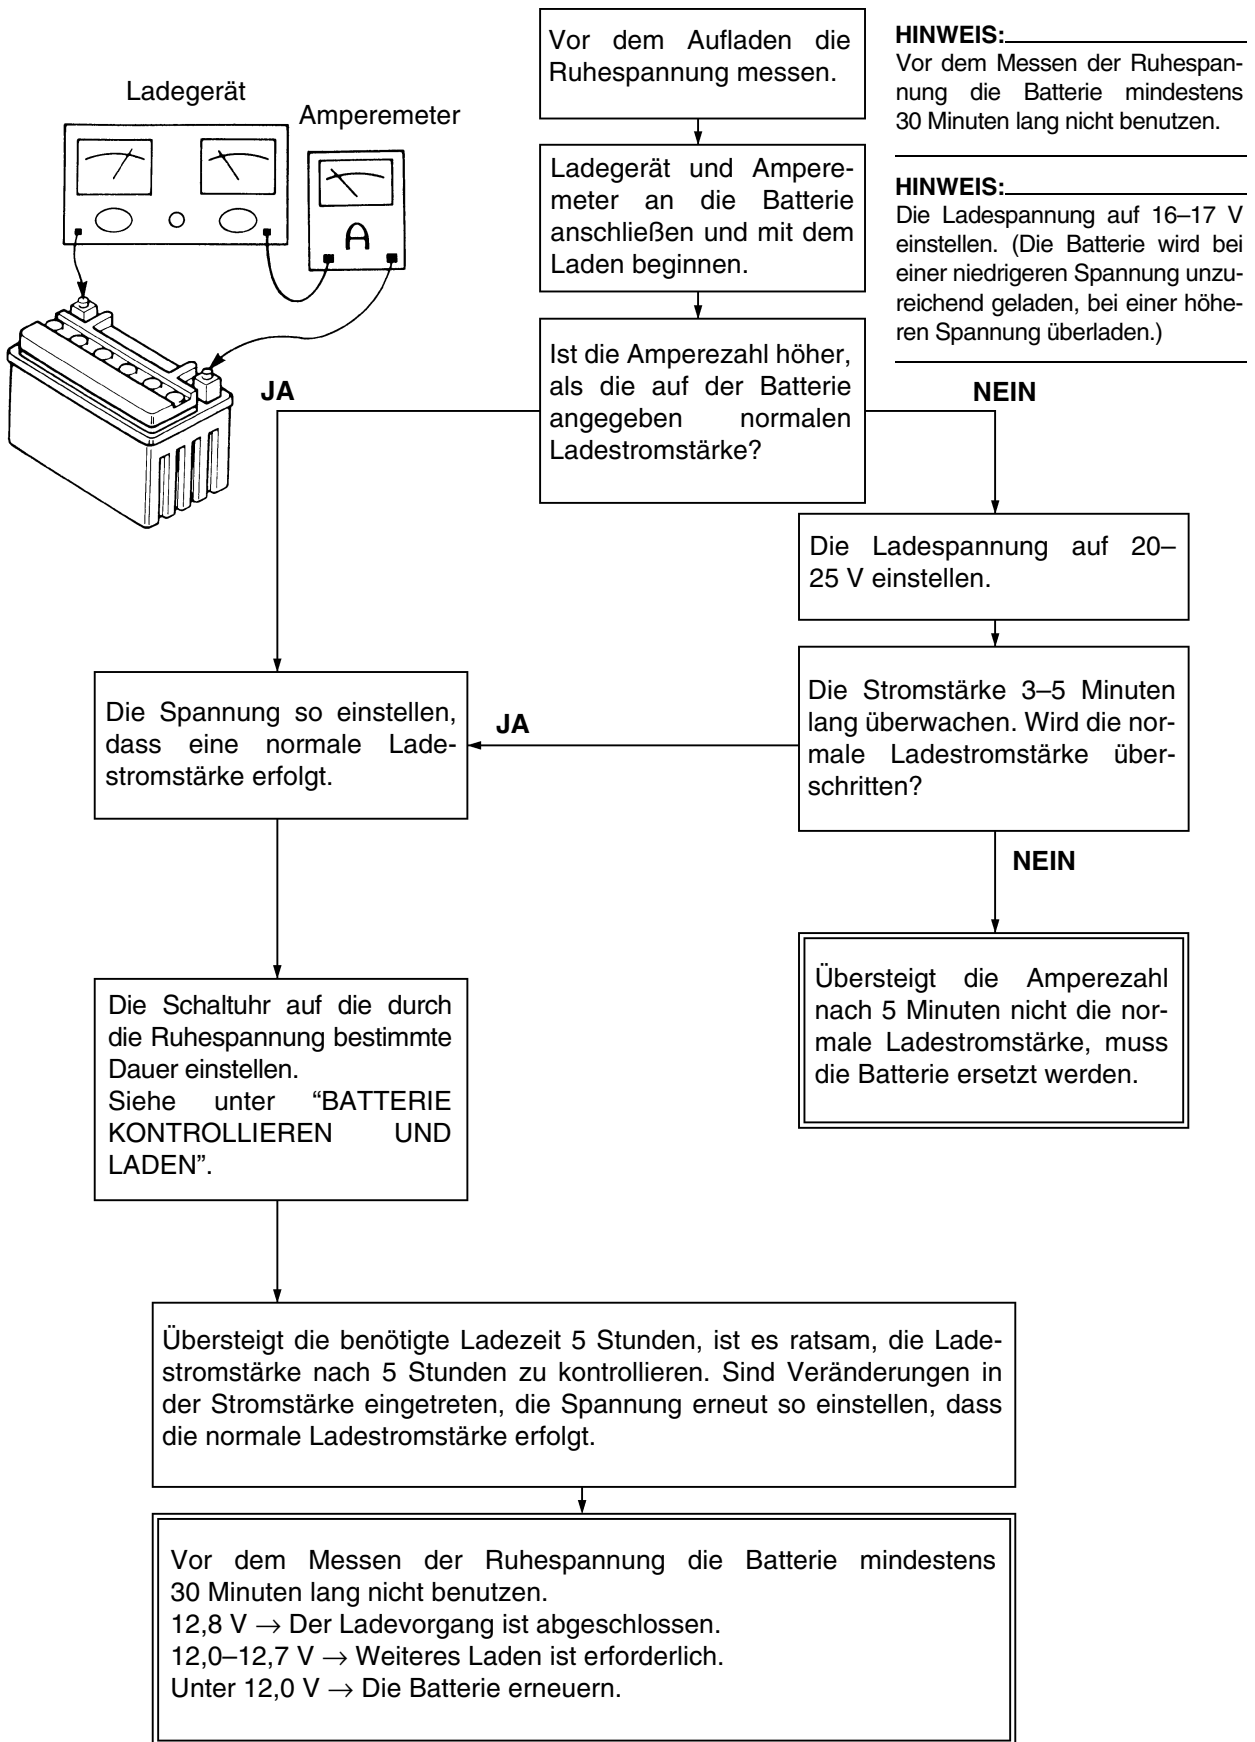 Ladegerät
Amperemeter
Vor dem Aufladen die
Ruhespannung messen.
HINWEIS:
Vor dem Messen der Ruhespan-
nung die Batterie mindestens
30 Minuten lang nicht benutzen.
Ladegerät und Ampere-
meter an die Batterie
anschließen und mit dem
Laden beginnen.
HINWEIS:
Die Ladespannung auf 16–17 V
einstellen. (Die Batterie wird bei
einer niedrigeren Spannung unzu-
reichend geladen, bei einer höhe-
ren Spannung überladen.)
A
Ist die Amperezahl höher,
als die auf der Batterie
angegeben normalen
Ladestromstärke?
JA
NEIN
Die Ladespannung auf 20–
25 V einstellen.
Die Stromstärke 3–5 Minuten
lang überwachen. Wird die nor-
male Ladestromstärke über-
schritten?
JA
Die Spannung so einstellen,
dass eine normale Lade-
stromstärke erfolgt.
NEIN
Übersteigt die Amperezahl
nach 5 Minuten nicht die nor-
male Ladestromstärke, muss
die Batterie ersetzt werden.
Die Schaltuhr auf die durch
die Ruhespannung bestimmte
Dauer einstellen.
Siehe unter “BATTERIE
KONTROLLIEREN UND
LADEN”.
Übersteigt die benötigte Ladezeit 5 Stunden, ist es ratsam, die Lade-
stromstärke nach 5 Stunden zu kontrollieren. Sind Veränderungen in
der Stromstärke eingetreten, die Spannung erneut so einstellen, dass
die normale Ladestromstärke erfolgt.
Vor dem Messen der Ruhespannung die Batterie mindestens
30 Minuten lang nicht benutzen.
12,8 V → Der Ladevorgang ist abgeschlossen.
12,0–12,7 V → Weiteres Laden ist erforderlich.
Unter 12,0 V → Die Batterie erneuern.